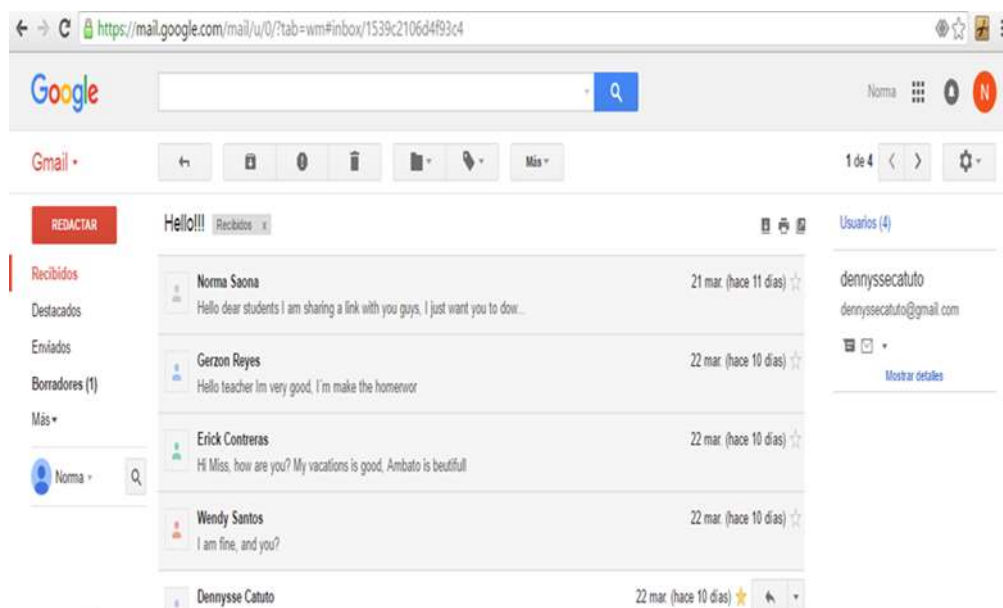 https://mail.google.com/mail/u/0/?tab=wm#inbox/1539c2106d4f93c4
Google
Norma
N
Gmail
Más
1 de 4
REDACTAR
Hello!!! Recibidos x
Usuarios (4)
Recibidos
Destacados
Enviados
Borradores (1)
Más
Norma
Norma Saona
21 mar. (hace 11 días)
Hello dear students I am sharing a link with you guys, I just want you to dow...
Gerzon Reyes
22 mar. (hace 10 días)
Hello teacher Im very good, I´m make the homerwor
Erick Contreras
22 mar. (hace 10 días)
Hi Miss, how are you? My vacations is good, Ambato is beutifull
Wendy Santos
22 mar. (hace 10 días)
I am fine, and you?
Dennysse Catuto
22 mar. (hace 10 días)
dennyssecatuto
dennyssecatuto@gmail.com
Mostrar detalles